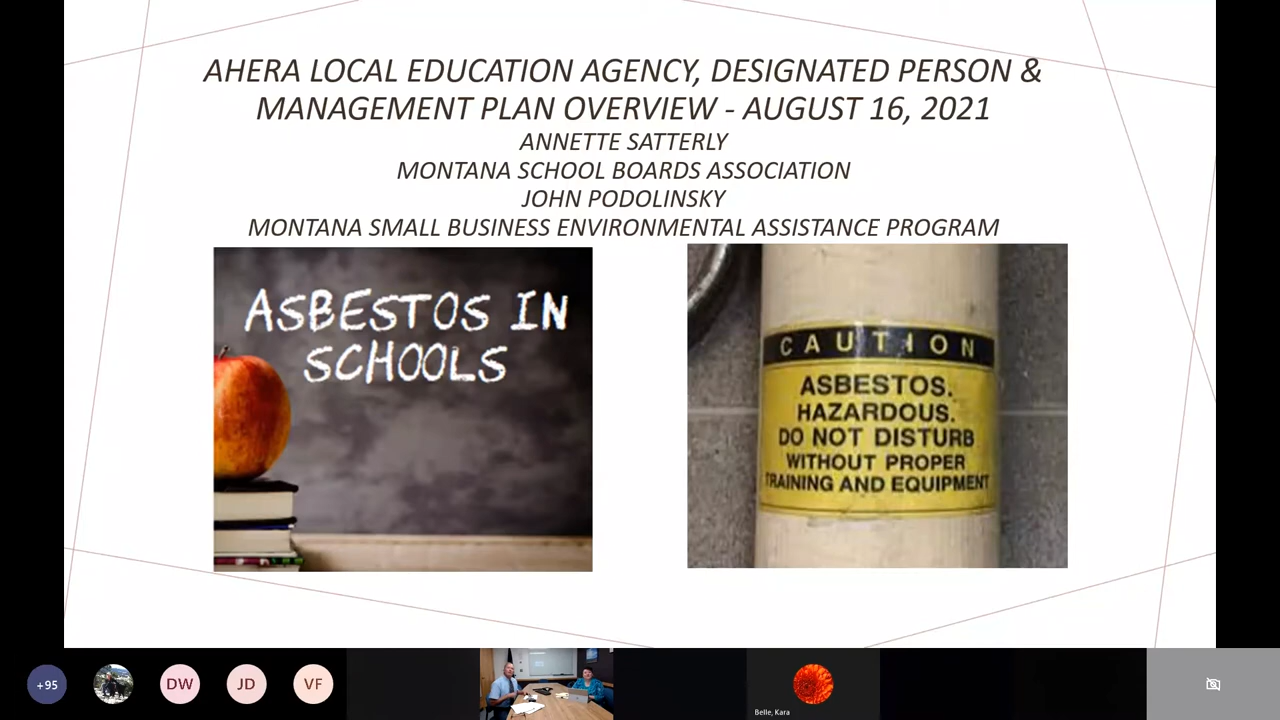 AHERA LOCAL EDUCATION AGENCY, DESIGNATED PERSON &
MANAGEMENT PLAN OVERVIEW - AUGUST 16, 2021
ANNETTE SATTERLY
MONTANA SCHOOL BOARDS ASSOCIATION
JOHN PODOLINSKY
MONTANA SMALL BUSINESS ENVIRONMENTAL ASSISTANCE PROGRAM
ASBESTOS IN
SCHOOLS
CAUTION
ASBESTOS.
HAZARDOUS.
DO NOT DISTURB
WITHOUT PROPER
TRAINING AND EQUIPMENT
+95
DW
JD
VF
Belle, Kara